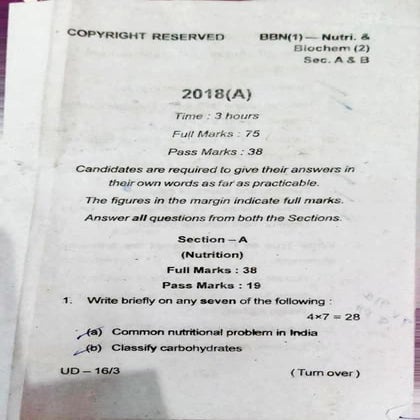 COPYRIGHT RESERVED BBN(1) — Nutri. &
Biochem (2)
Sec. A & B
2018(A)
Time : 3 hours
Full Marks : 75
Pass Marks : 38
Candidates are required to give their answers in
their own words as far as practicable.
The figures in the margin indicate full marks.
Answer all questions from both the Sections.
Section – A
(Nutrition)
Full Marks : 38
Pass Marks : 19
1. Write briefly on any seven of the following :
4×7 = 28
(a) Common nutritional problem in India
(b) Classify carbohydrates
UD – 16/3 (Turn over)